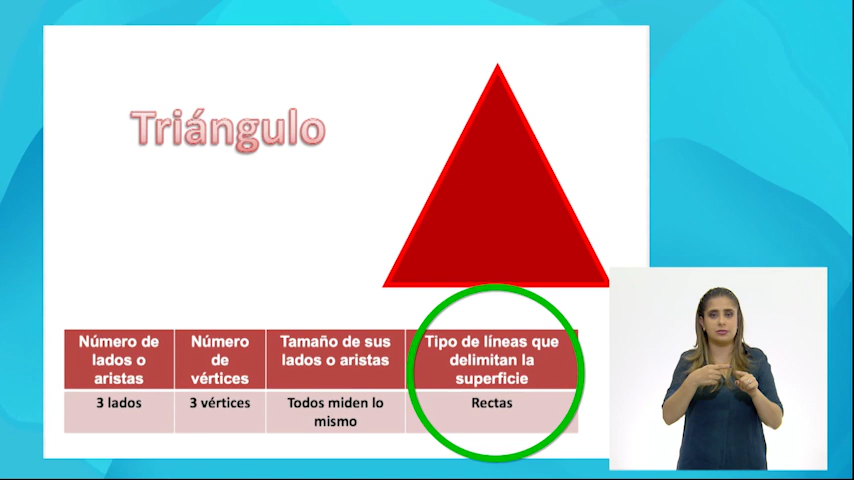 Triángulo
Número de
lados o
aristas
Número
de
vértices
Tamaño de sus
lados o aristas
Tipo de líneas que
delimitan la
superficie
3 lados
3 vértices
Todos miden lo
mismo
Rectas